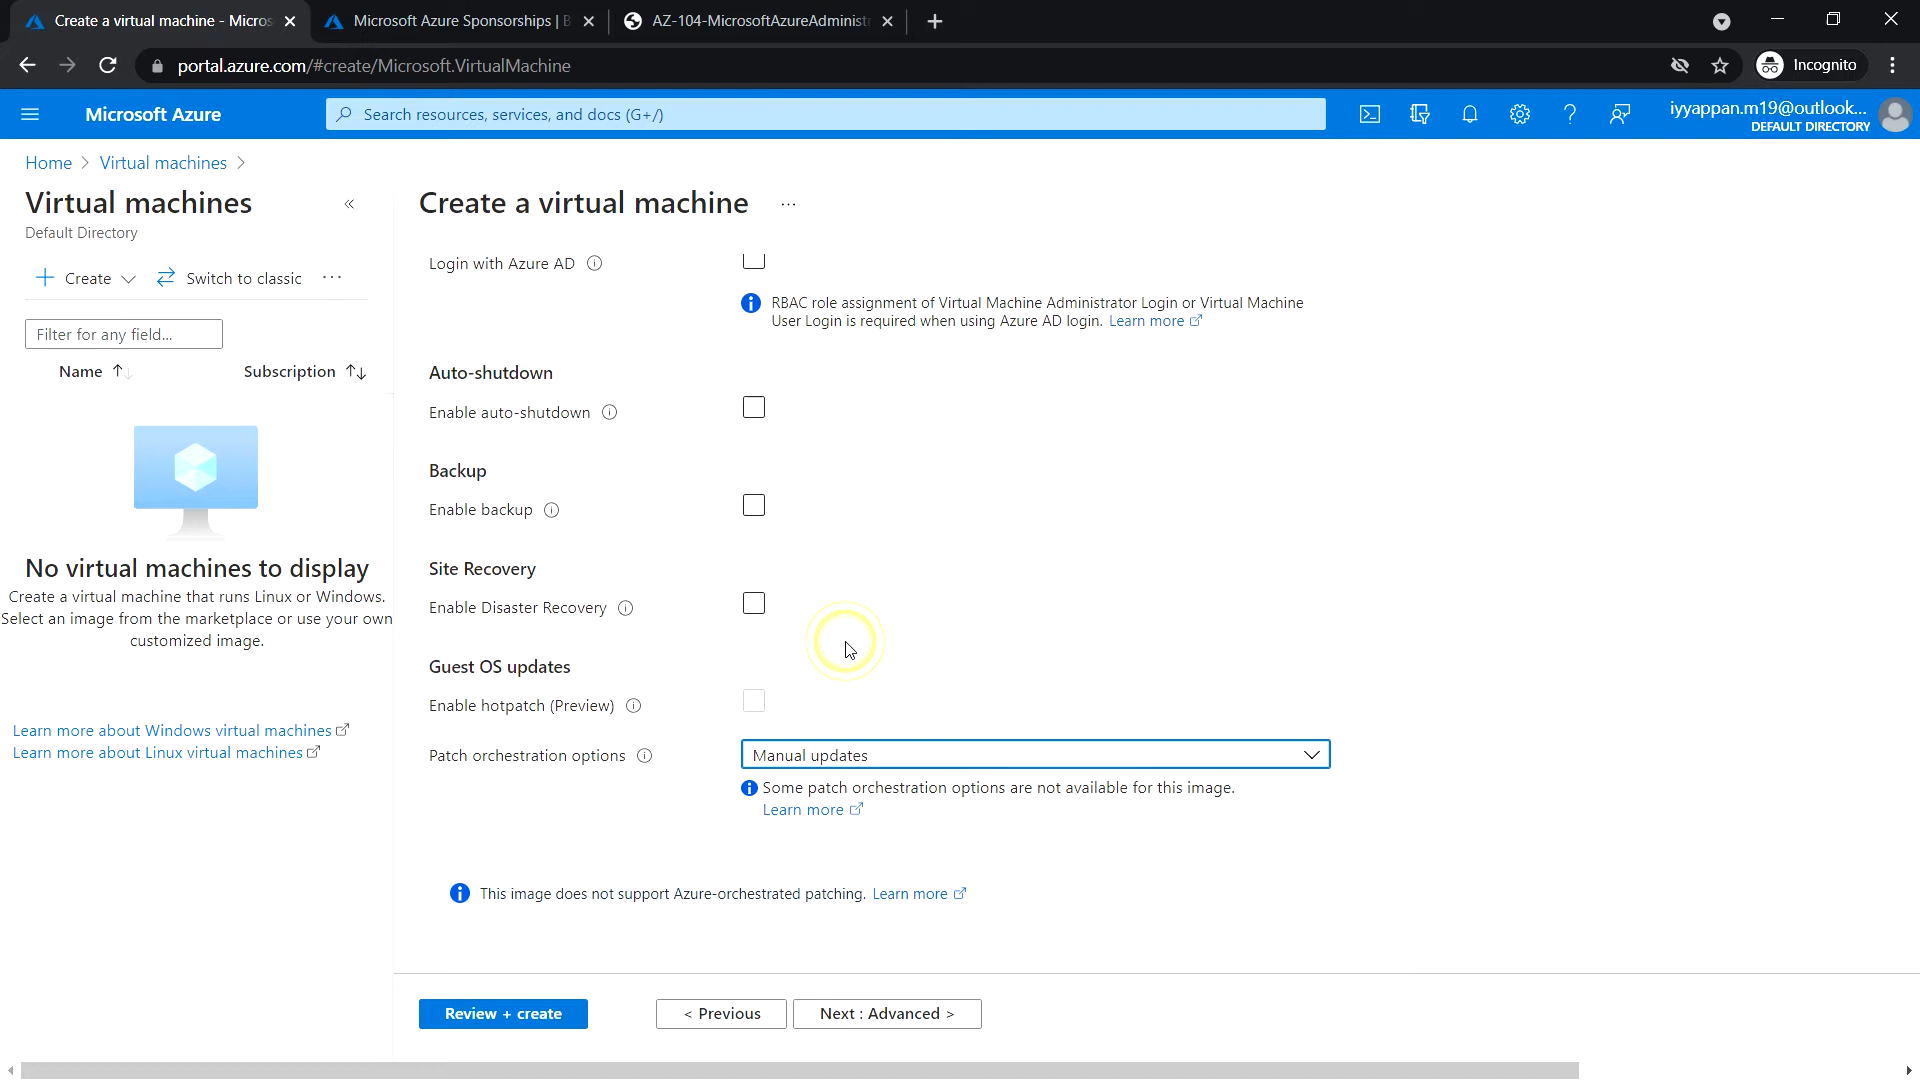 Create a virtual machine - Micros
Microsoft Azure Sponsorships | B
AZ-104-MicrosoftAzureAdminist
portal.azure.com/#create/Microsoft.VirtualMachine
Incognito
Microsoft Azure
Search resources, services, and docs (G+/)
iyyappan.m19@outlook...
DEFAULT DIRECTORY
Home > Virtual machines >
Virtual machines
Default Directory
Create
Switch to classic
Filter for any field...
Name
Subscription
No virtual machines to display
Create a virtual machine that runs Linux or Windows.
Select an image from the marketplace or use your own
customized image.
Learn more about Windows virtual machines
Learn more about Linux virtual machines
Create a virtual machine ...
Login with Azure AD
RBAC role assignment of Virtual Machine Administrator Login or Virtual Machine
User Login is required when using Azure AD login. Learn more
Auto-shutdown
Enable auto-shutdown
Backup
Enable backup
Site Recovery
Enable Disaster Recovery
Guest OS updates
Enable hotpatch (Preview)
Patch orchestration options
Manual updates
Some patch orchestration options are not available for this image.
Learn more
This image does not support Azure-orchestrated patching. Learn more
Review + create
< Previous
Next : Advanced >